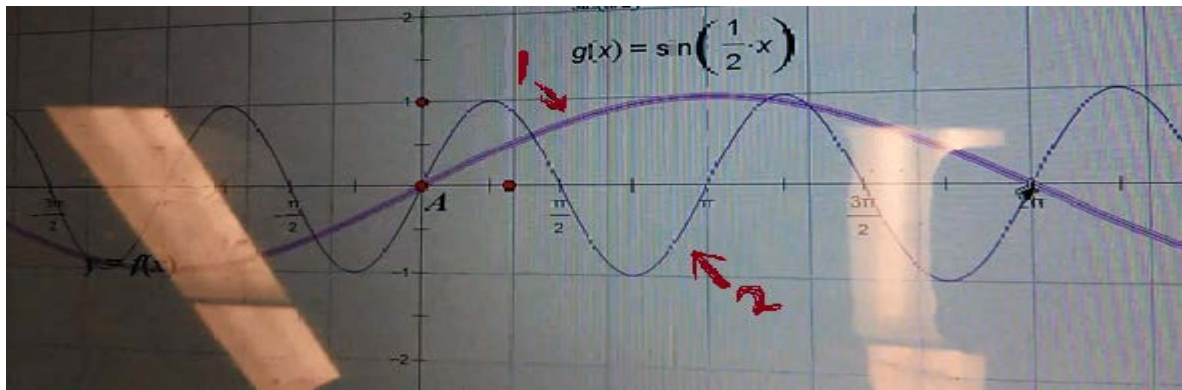 2
g(x) = sin(1/2·x)
1
1
A
-3π/2
-π/2
π/2
π
3π/2
2π
y = f(x)
-1
2
-2